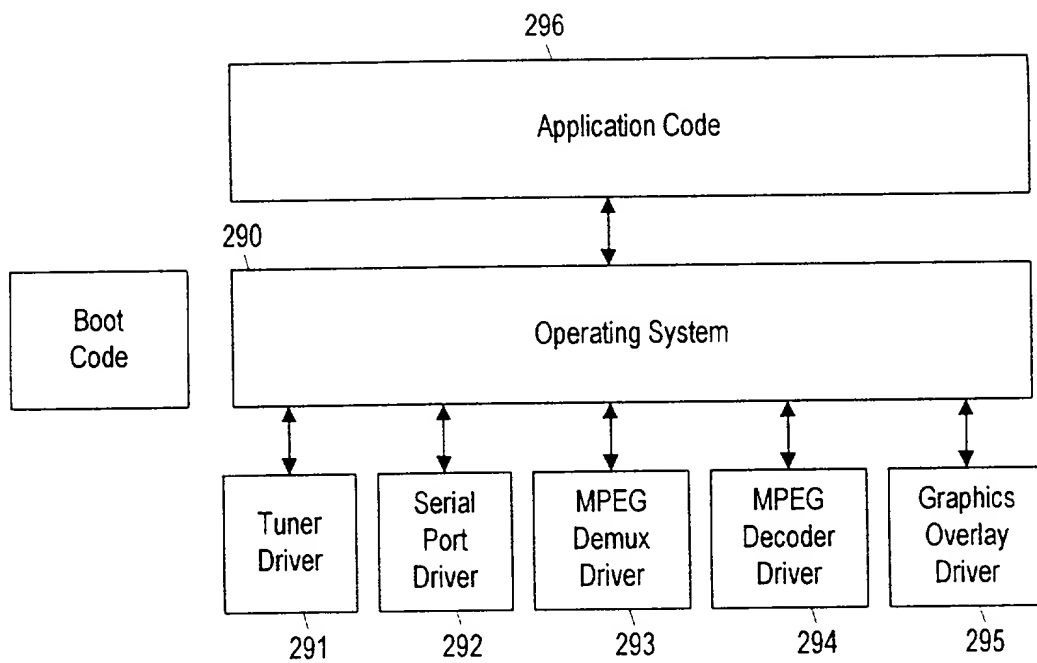 296
Application Code
290
Boot
Code
Operating System
Tuner
Driver
Serial
Port
Driver
MPEG
Demux
Driver
MPEG
Decoder
Driver
Graphics
Overlay
Driver
291
292
293
294
295